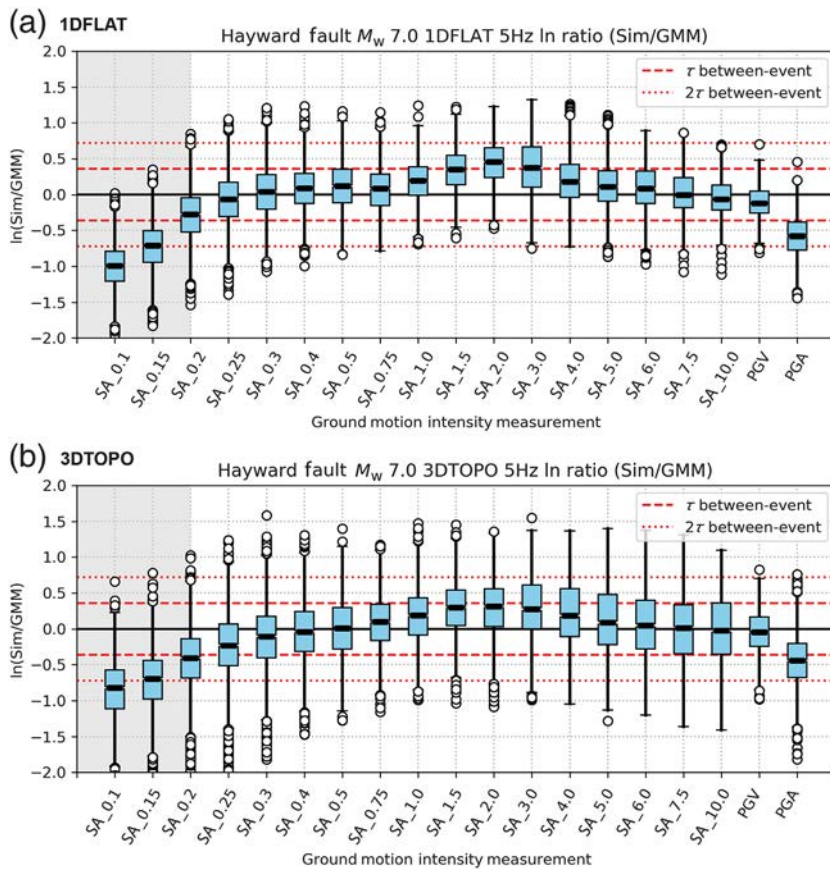 (a) 1DFLAT
Hayward fault Mw 7.0 1DFLAT 5Hz ln ratio (Sim/GMM)
2.0
1.5
1.0
0.5
0.0
−0.5
−1.0
−1.5
−2.0
ln(Sim/GMM)
τ between-event
2τ between-event
SA_0.1
SA_0.15
SA_0.2
SA_0.25
SA_0.3
SA_0.4
SA_0.5
SA_0.75
SA_1.0
SA_1.5
SA_2.0
SA_3.0
SA_4.0
SA_5.0
SA_6.0
SA_7.5
SA_10.0
PGV
PGA
Ground motion intensity measurement
(b) 3DTOPO
Hayward fault Mw 7.0 3DTOPO 5Hz ln ratio (Sim/GMM)
2.0
1.5
1.0
0.5
0.0
−0.5
−1.0
−1.5
−2.0
ln(Sim/GMM)
τ between-event
2τ between-event
SA_0.1
SA_0.15
SA_0.2
SA_0.25
SA_0.3
SA_0.4
SA_0.5
SA_0.75
SA_1.0
SA_1.5
SA_2.0
SA_3.0
SA_4.0
SA_5.0
SA_6.0
SA_7.5
SA_10.0
PGV
PGA
Ground motion intensity measurement